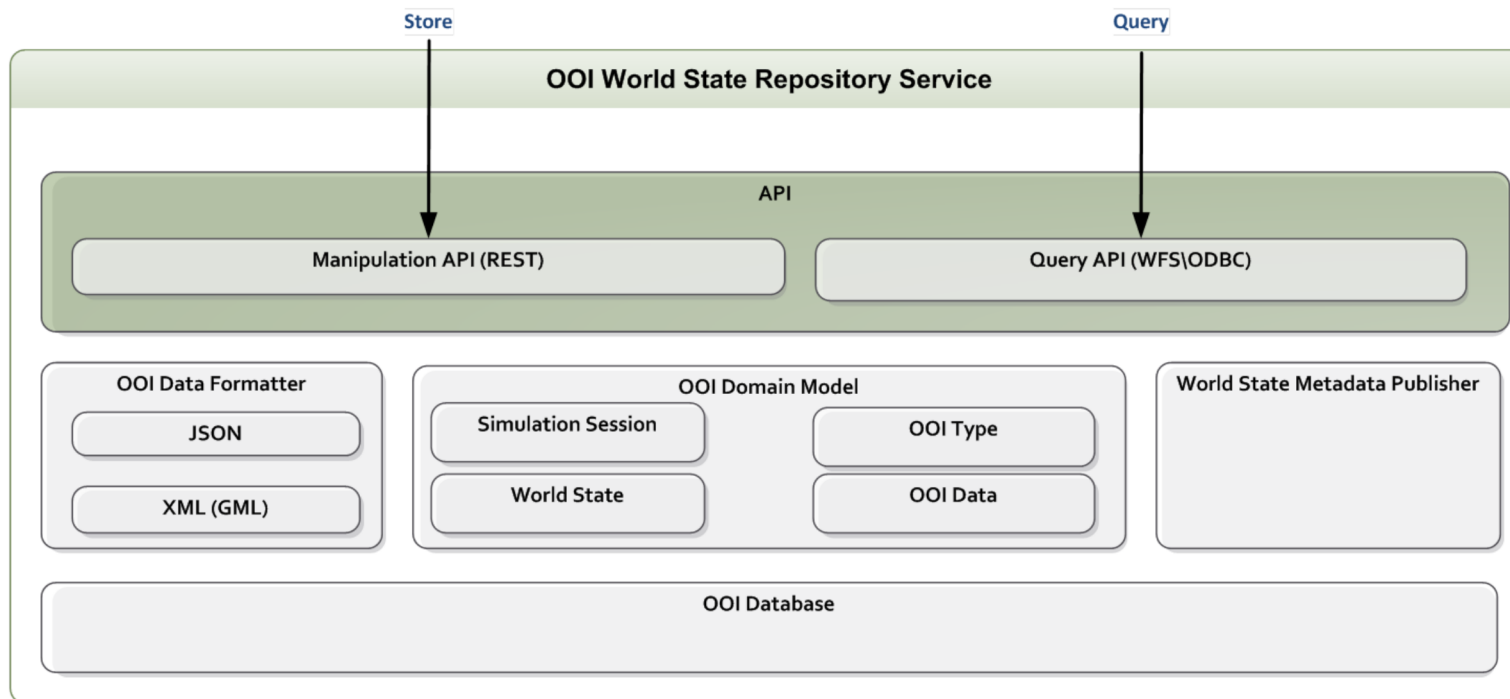 Store
Query
OOI World State Repository Service
API
Manipulation API (REST)
Query API (WFS\ODBC)
OOI Data Formatter
JSON
XML (GML)
OOI Domain Model
Simulation Session
OOI Type
World State
OOI Data
World State Metadata Publisher
OOI Database